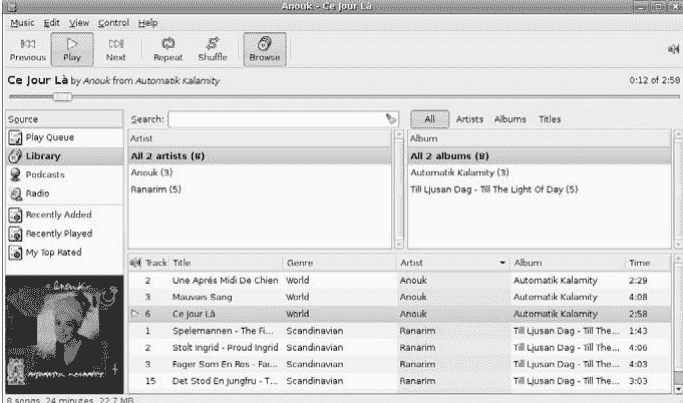 Anouk - Ce Jour Là
Music Edit View Control Help
Previous Play Next Repeat Shuffle Browse
Ce Jour Là by Anouk from Automatik Kalamity 0:12 of 2:58
Source
Play Queue
Library
Podcasts
Radio
Recently Added
Recently Played
My Top Rated
Search: All Artists Albums Titles
Artist
All 2 artists (8)
Anouk (3)
Ranarim (5)
Album
All 2 albums (8)
Automatik Kalamity (3)
Till Ljusan Dag - Till The Light Of Day (5)
Track Title Genre Artist Album Time
2 Une Aprés Midi De Chien World Anouk Automatik Kalamity 2:29
3 Mauvais Sang World Anouk Automatik Kalamity 4:08
6 Ce Jour Là World Anouk Automatik Kalamity 2:58
1 Spelemannen - The Fi... Scandinavian Ranarim Till Ljusan Dag - Till The... 1:43
2 Stolt Ingrid - Proud Ingrid Scandinavian Ranarim Till Ljusan Dag - Till The... 4:06
3 Fager Som En Ros - Fai... Scandinavian Ranarim Till Ljusan Dag - Till The... 4:03
15 Det Stod En Jungfru - T... Scandinavian Ranarim Till Ljusan Dag - Till The... 3:03
anouk
automatik kalamity
8 songs, 24 minutes, 22.7 MB